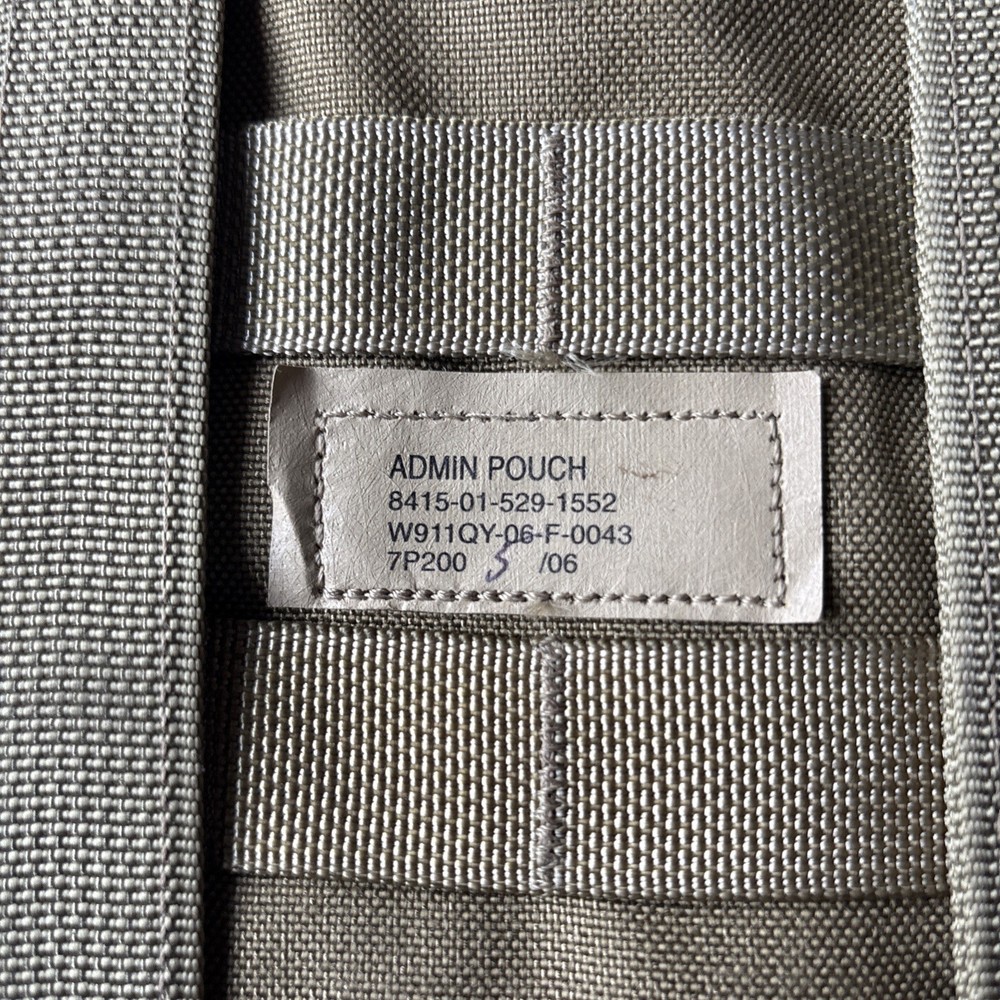 ADMIN POUCH
8415-01-529-1552
W911QY-06-F-0043
7P200 5 /06